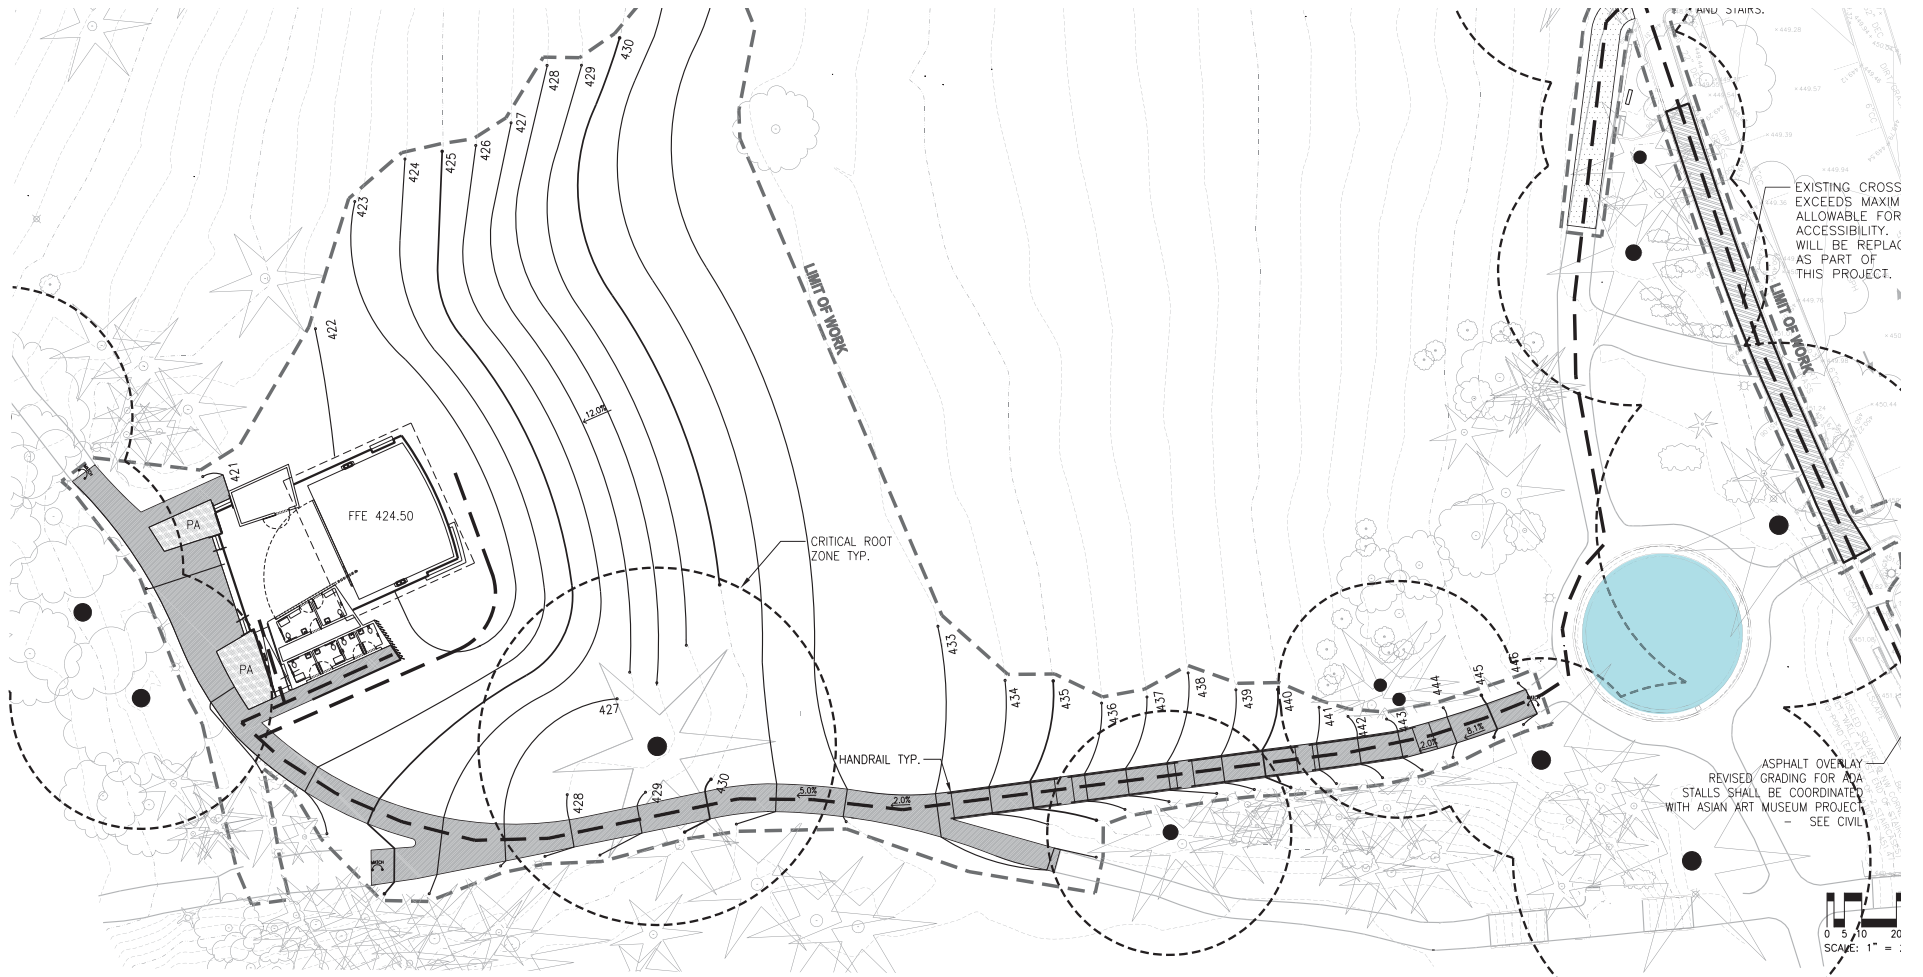 AND STAIRS.
430
428
429
427
426
425
424
423
422
421
12.0%
LIMIT OF WORK
EXISTING CROSS
EXCEEDS MAXIM
ALLOWABLE FOR
ACCESSIBILITY.
WILL BE REPLAC
AS PART OF
THIS PROJECT.
LIMIT OF WORK
FFE 424.50
PA
PA
CRITICAL ROOT
ZONE TYP.
433
434
435
436
437
438
439
440
441
442
443
444
445
446
427
428
429
430
HANDRAIL TYP.
5.0%
2.0%
2.0%
8.1%
ASPHALT OVERLAY
REVISED GRADING FOR ADA
STALLS SHALL BE COORDINATED
WITH ASIAN ART MUSEUM PROJECT
- SEE CIVIL
0 5 10 20
SCALE: 1" =